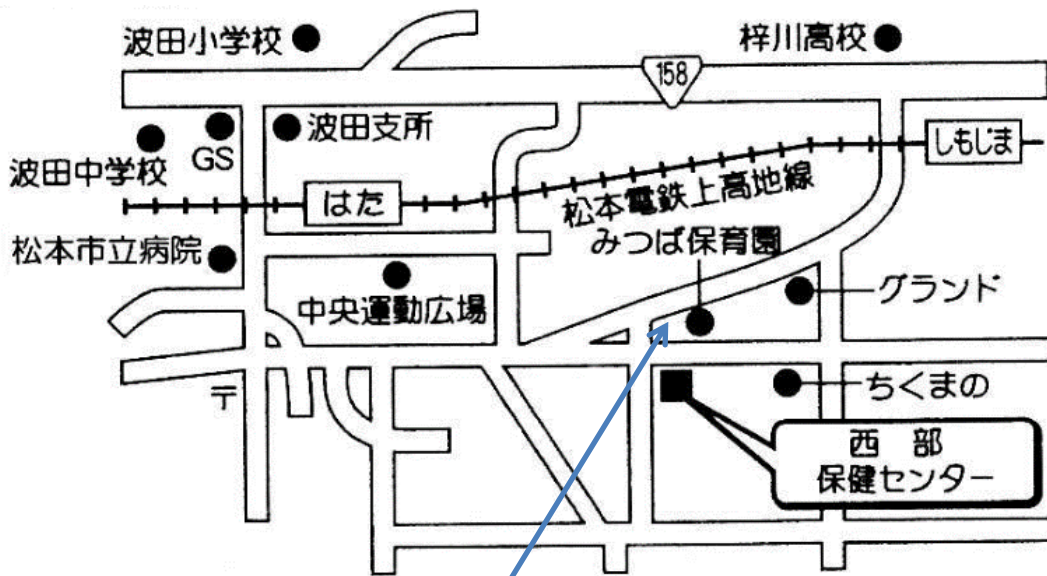 波田小学校
梓川高校
158
波田支所
GS
波田中学校
しもじま
はた
松本電鉄上高地線
みつば保育園
松本市立病院
グランド
中央運動広場
〒
ちくまの
西部
保健センター